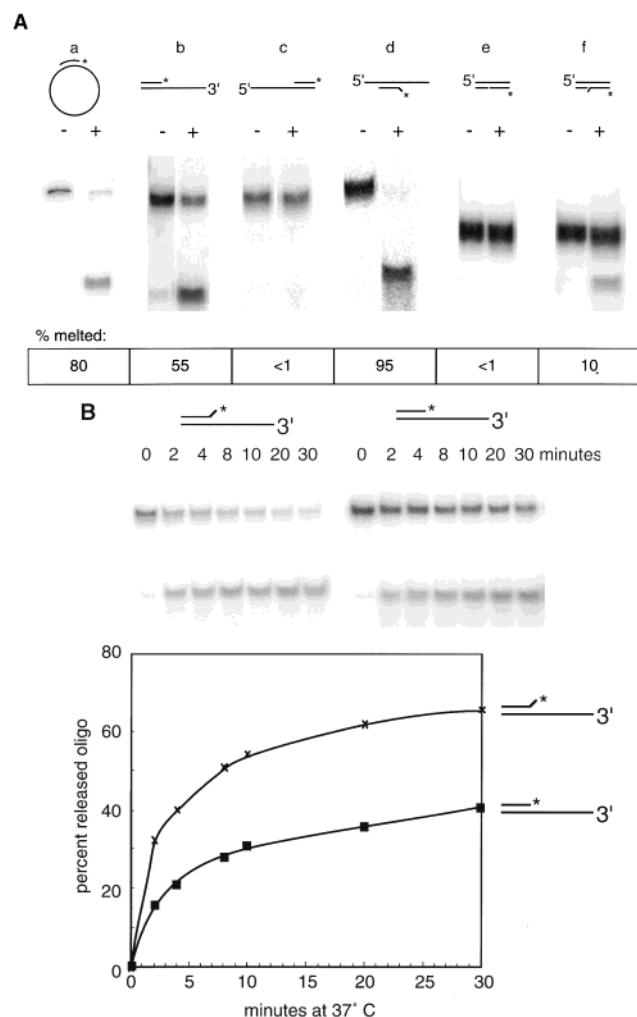 A
a b c d e f
* * * * * *
3' 5' 5' 5' 5'
- + - + - + - + - + - +
% melted:
80 55 <1 95 <1 10
B
* *
3' 3'
0 2 4 8 10 20 30 0 2 4 8 10 20 30 minutes
80
60
40
20
0
percent released oligo
* 3'
* 3'
0 5 10 15 20 25 30
minutes at 37° C